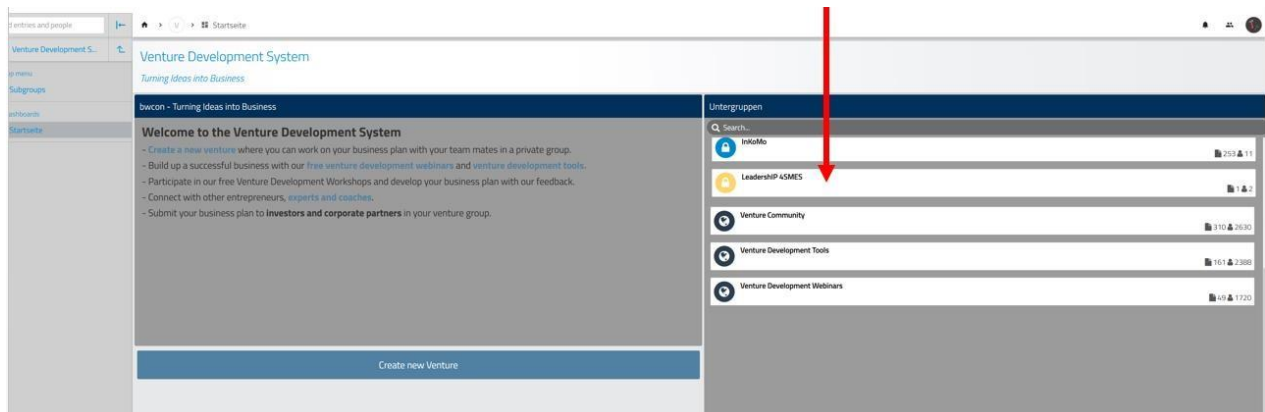 d entries and people
V
Startseite
Venture Development S...
Venture Development System
Turning Ideas into Business
p menu
Subgroups
ashboards
Startseite
bwcon - Turning Ideas into Business
Welcome to the Venture Development System
- Create a new venture where you can work on your business plan with your team mates in a private group.
- Build up a successful business with our free venture development webinars and venture development tools.
- Participate in our free Venture Development Workshops and develop your business plan with our feedback.
- Connect with other entrepreneurs, experts and coaches.
- Submit your business plan to investors and corporate partners in your venture group.
Create new Venture
Untergruppen
Search...
InKoMo
253 11
LeadershIP 4SMES
1 2
Venture Community
310 2630
Venture Development Tools
161 2388
Venture Development Webinars
49 1720